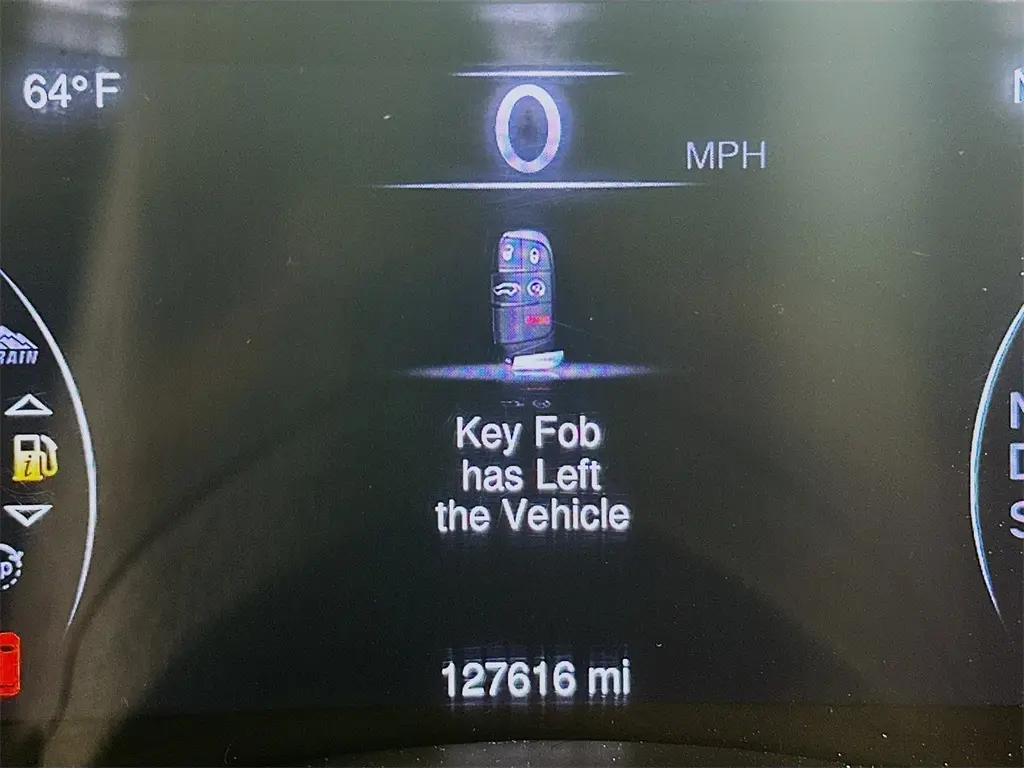 64°F
0
MPH
Key Fob
has Left
the Vehicle
127616 mi